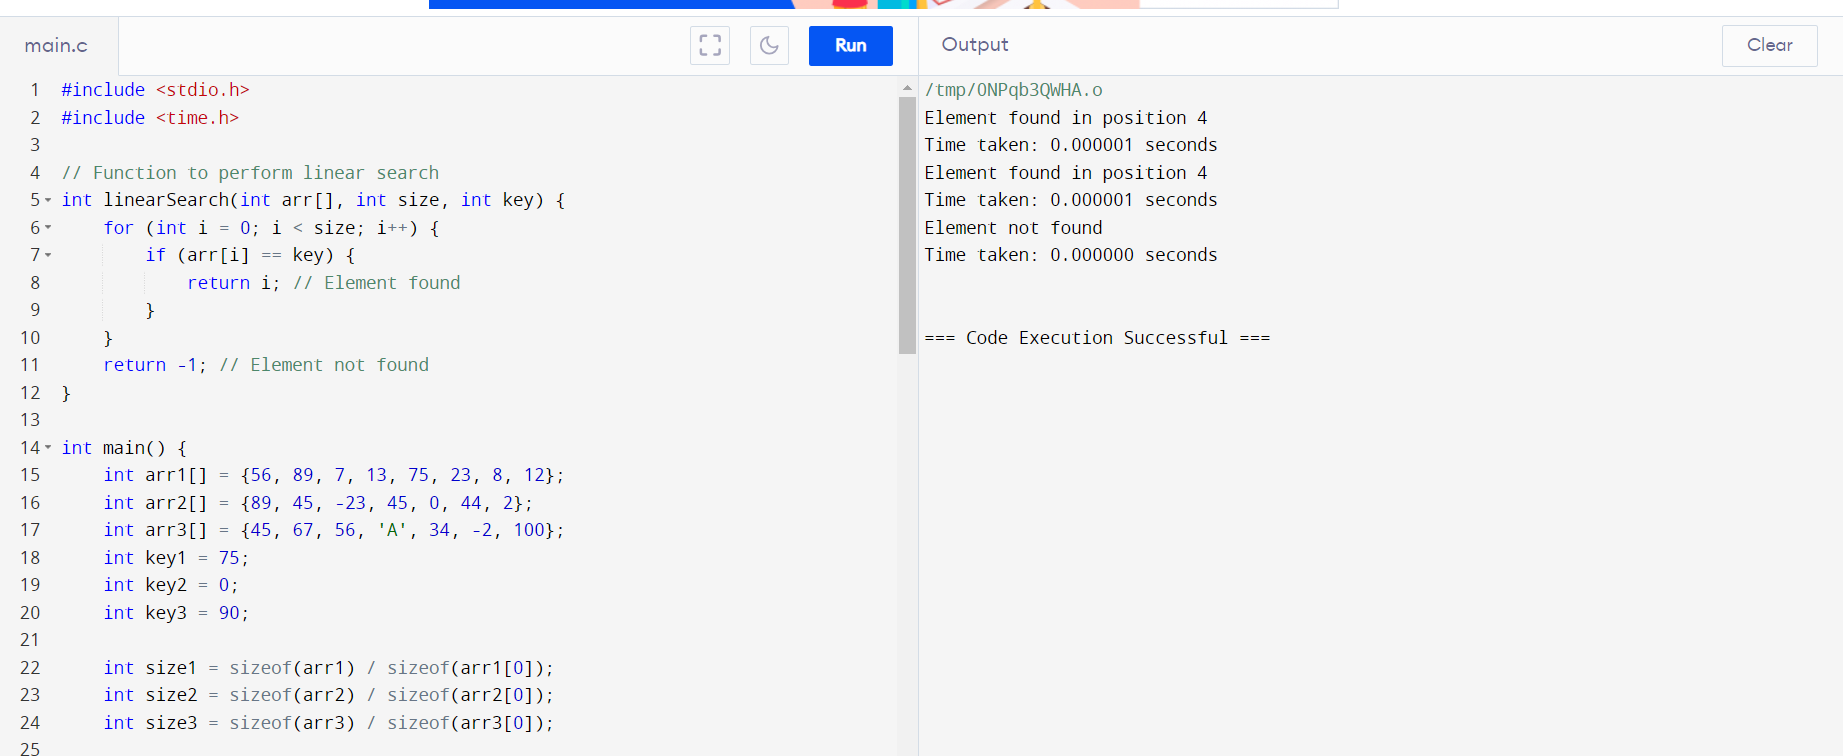 main.c
Run
1 #include <stdio.h>
2 #include <time.h>
3
4 // Function to perform linear search
5 int linearSearch(int arr[], int size, int key) {
6     for (int i = 0; i < size; i++) {
7         if (arr[i] == key) {
8             return i; // Element found
9         }
10     }
11     return -1; // Element not found
12 }
13
14 int main() {
15     int arr1[] = {56, 89, 7, 13, 75, 23, 8, 12};
16     int arr2[] = {89, 45, -23, 45, 0, 44, 2};
17     int arr3[] = {45, 67, 56, 'A', 34, -2, 100};
18     int key1 = 75;
19     int key2 = 0;
20     int key3 = 90;
21
22     int size1 = sizeof(arr1) / sizeof(arr1[0]);
23     int size2 = sizeof(arr2) / sizeof(arr2[0]);
24     int size3 = sizeof(arr3) / sizeof(arr3[0]);
25
Output
Clear
/tmp/0NPqb3QWHA.o
Element found in position 4
Time taken: 0.000001 seconds
Element found in position 4
Time taken: 0.000001 seconds
Element not found
Time taken: 0.000000 seconds
=== Code Execution Successful ===